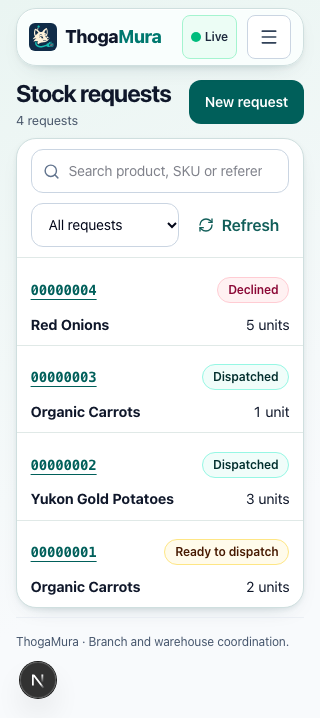 ThogaMura
Live
Stock requests
New request
4 requests
Search product, SKU or referer
All requests
Refresh
00000004
Declined
Red Onions
5 units
00000003
Dispatched
Organic Carrots
1 unit
00000002
Dispatched
Yukon Gold Potatoes
3 units
00000001
Ready to dispatch
Organic Carrots
2 units
ThogaMura · Branch and warehouse coordination.
N